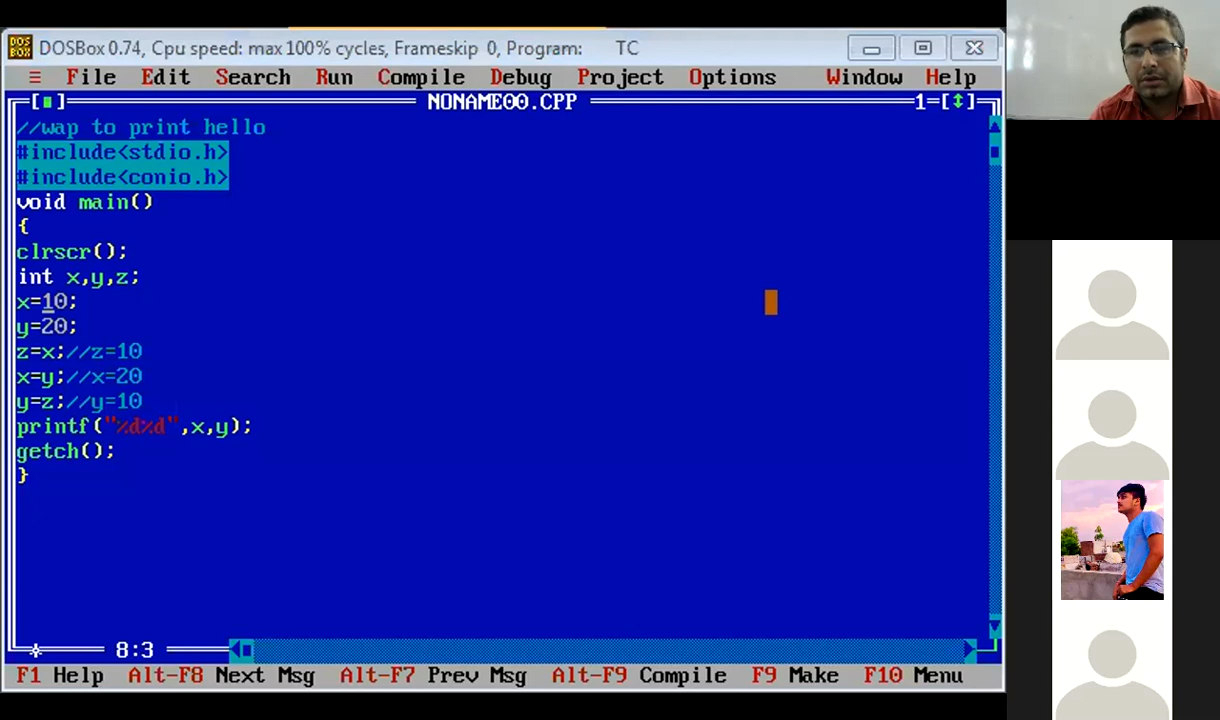 DOSBox 0.74, Cpu speed: max 100% cycles, Frameskip 0, Program: TC
≡ File Edit Search Run Compile Debug Project Options Window Help
[■] NONAME00.CPP 1=[↕]
//wap to print hello
#include<stdio.h>
#include<conio.h>
void main()
{
clrscr();
int x,y,z;
x=10;
y=20;
z=x;//z=10
x=y;//x=20
y=z;//y=10
printf("%d%d",x,y);
getch();
}
8:3
F1 Help Alt-F8 Next Msg Alt-F7 Prev Msg Alt-F9 Compile F9 Make F10 Menu